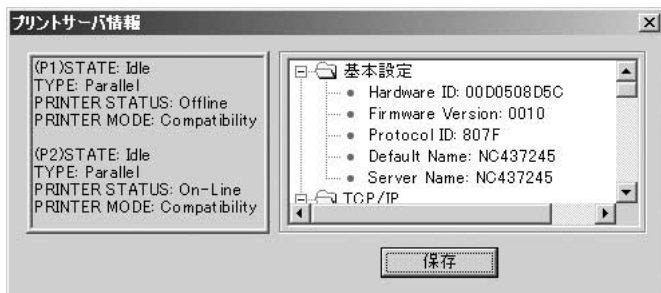 プリントサーバ情報
(P1)STATE: Idle
TYPE: Parallel
PRINTER STATUS: Offline
PRINTER MODE: Compatibility
(P2)STATE: Idle
TYPE: Parallel
PRINTER STATUS: On-Line
PRINTER MODE: Compatibility
基本設定
Hardware ID: 00D0508D5C
Firmware Version: 0010
Protocol ID: 807F
Default Name: NC437245
Server Name: NC437245
TCP/IP
保存